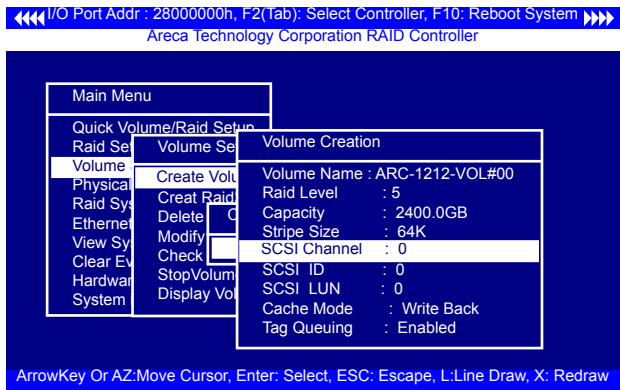 I/O Port Addr : 28000000h, F2(Tab): Select Controller, F10: Reboot System
Areca Technology Corporation RAID Controller
Main Menu
Quick Volume/Raid Setup
Raid Set
Volume
Physical
Raid Sys
Ethernet
View Sy
Clear Ev
Hardwar
System
Volume Se
Create Volu
Creat Raid
Delete
Modify
Check
StopVolum
Display Vol
C
Volume Creation
Volume Name : ARC-1212-VOL#00
Raid Level : 5
Capacity : 2400.0GB
Stripe Size : 64K
SCSI Channel : 0
SCSI ID : 0
SCSI LUN : 0
Cache Mode : Write Back
Tag Queuing : Enabled
ArrowKey Or AZ:Move Cursor, Enter: Select, ESC: Escape, L:Line Draw, X: Redraw